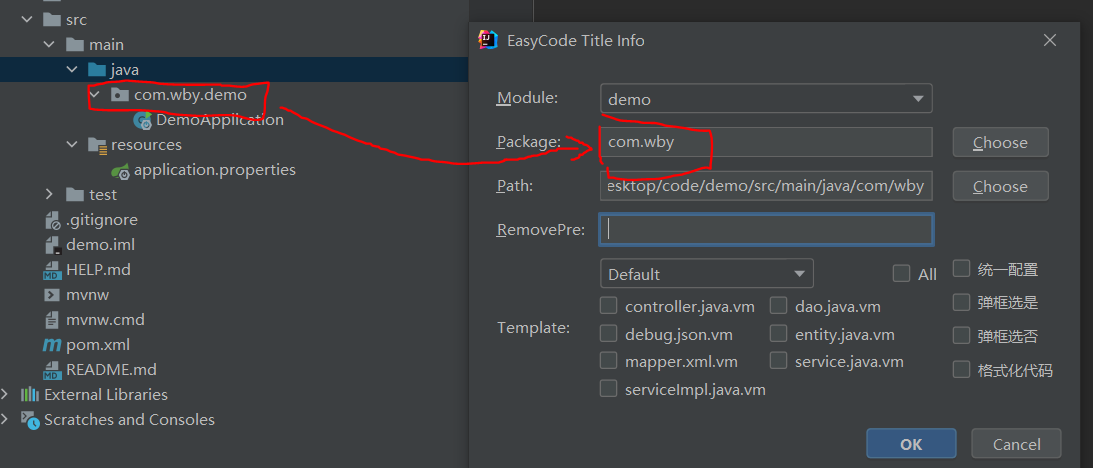 src
main
java
com.wby.demo
DemoApplication
resources
application.properties
test
.gitignore
demo.iml
HELP.md
mvnw
mvnw.cmd
pom.xml
README.md
External Libraries
Scratches and Consoles
EasyCode Title Info
Module: demo
Package: com.wby Choose
Path: esktop/code/demo/src/main/java/com/wby Choose
RemovePre:
Default All 统一配置
Template:
controller.java.vm dao.java.vm 弹框选是
debug.json.vm entity.java.vm 弹框选否
mapper.xml.vm service.java.vm 格式化代码
serviceImpl.java.vm
OK Cancel